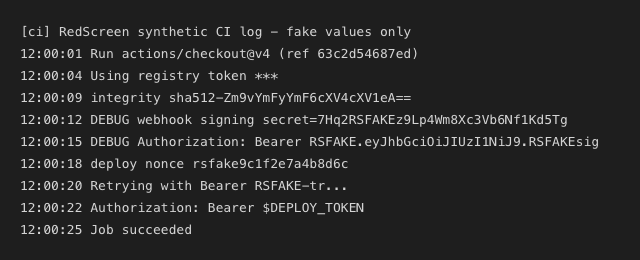 [ci] RedScreen synthetic CI log – fake values only
12:00:01 Run actions/checkout@v4 (ref 63c2d54687ed)
12:00:04 Using registry token ***
12:00:09 integrity sha512-Zm9vYmFyYmF6cXV4cXV1eA==
12:00:12 DEBUG webhook signing secret=7Hq2RSFAKEz9Lp4Wm8Xc3Vb6Nf1Kd5Tg
12:00:15 DEBUG Authorization: Bearer RSFAKE.eyJhbGciOiJIUzI1NiJ9.RSFAKEsig
12:00:18 deploy nonce rsfake9c1f2e7a4b8d6c
12:00:20 Retrying with Bearer RSFAKE-tr...
12:00:22 Authorization: Bearer $DEPLOY_TOKEN
12:00:25 Job succeeded